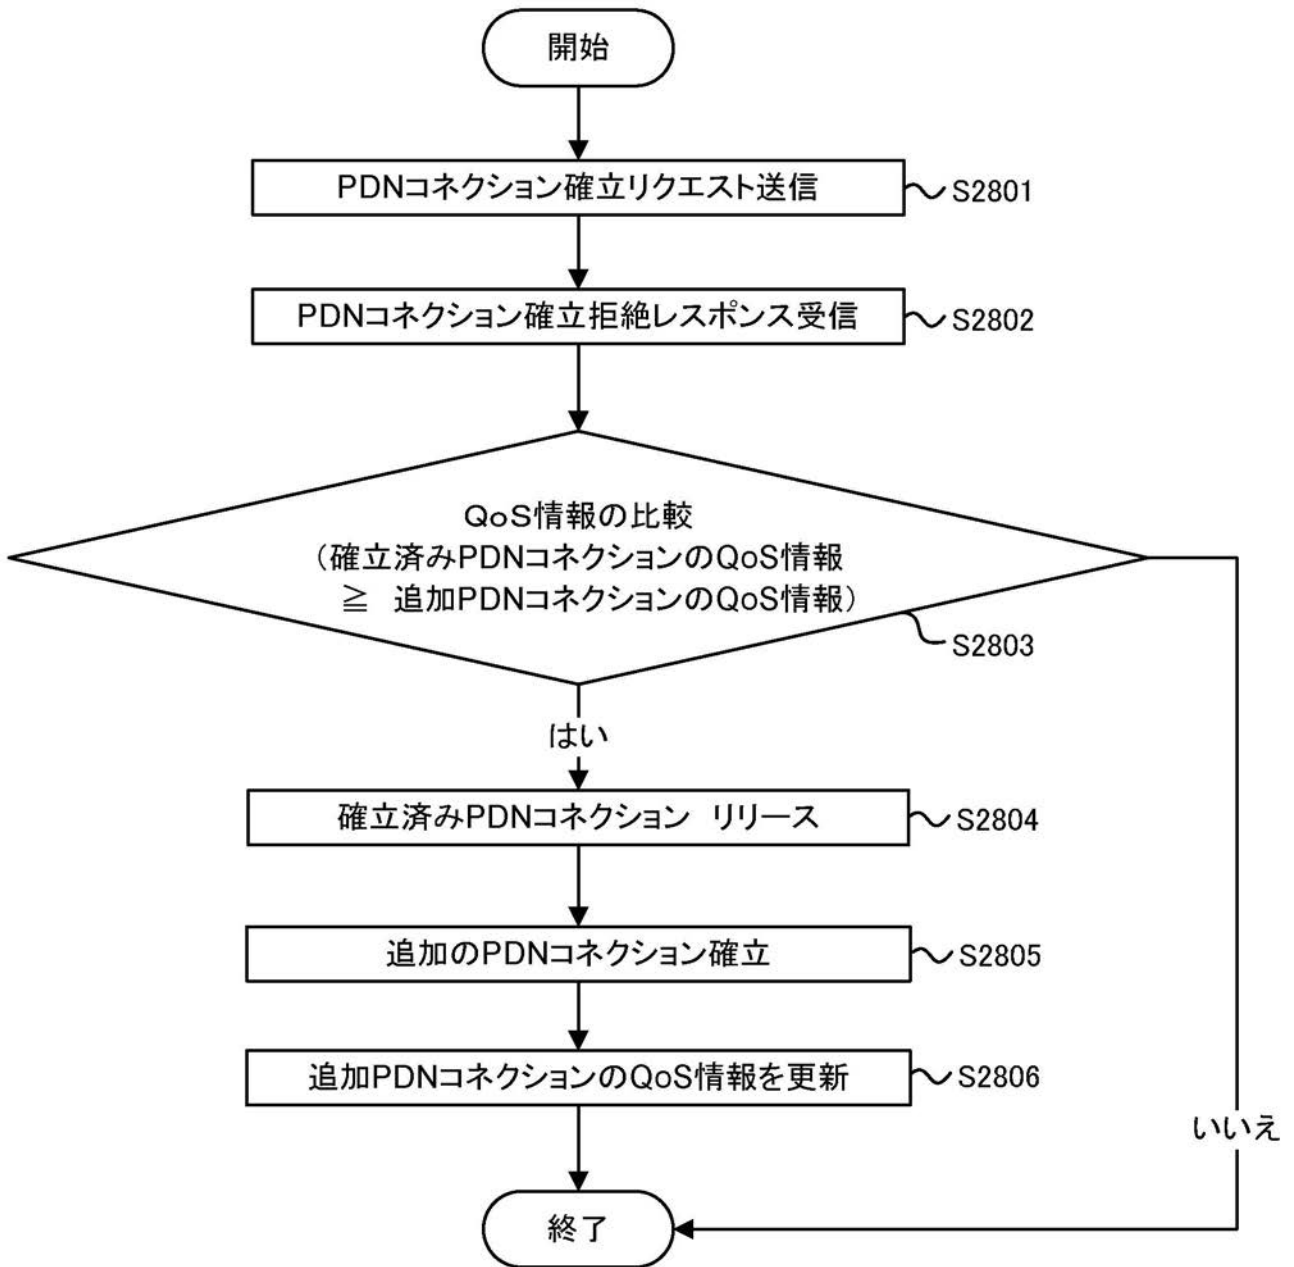 開始
PDNコネクション確立リクエスト送信
S2801
PDNコネクション確立拒絶レスポンス受信
S2802
QoS情報の比較
（確立済みPDNコネクションのQoS情報
≧　追加PDNコネクションのQoS情報）
S2803
はい
確立済みPDNコネクション　リリース
S2804
追加のPDNコネクション確立
S2805
追加PDNコネクションのQoS情報を更新
S2806
いいえ
終了